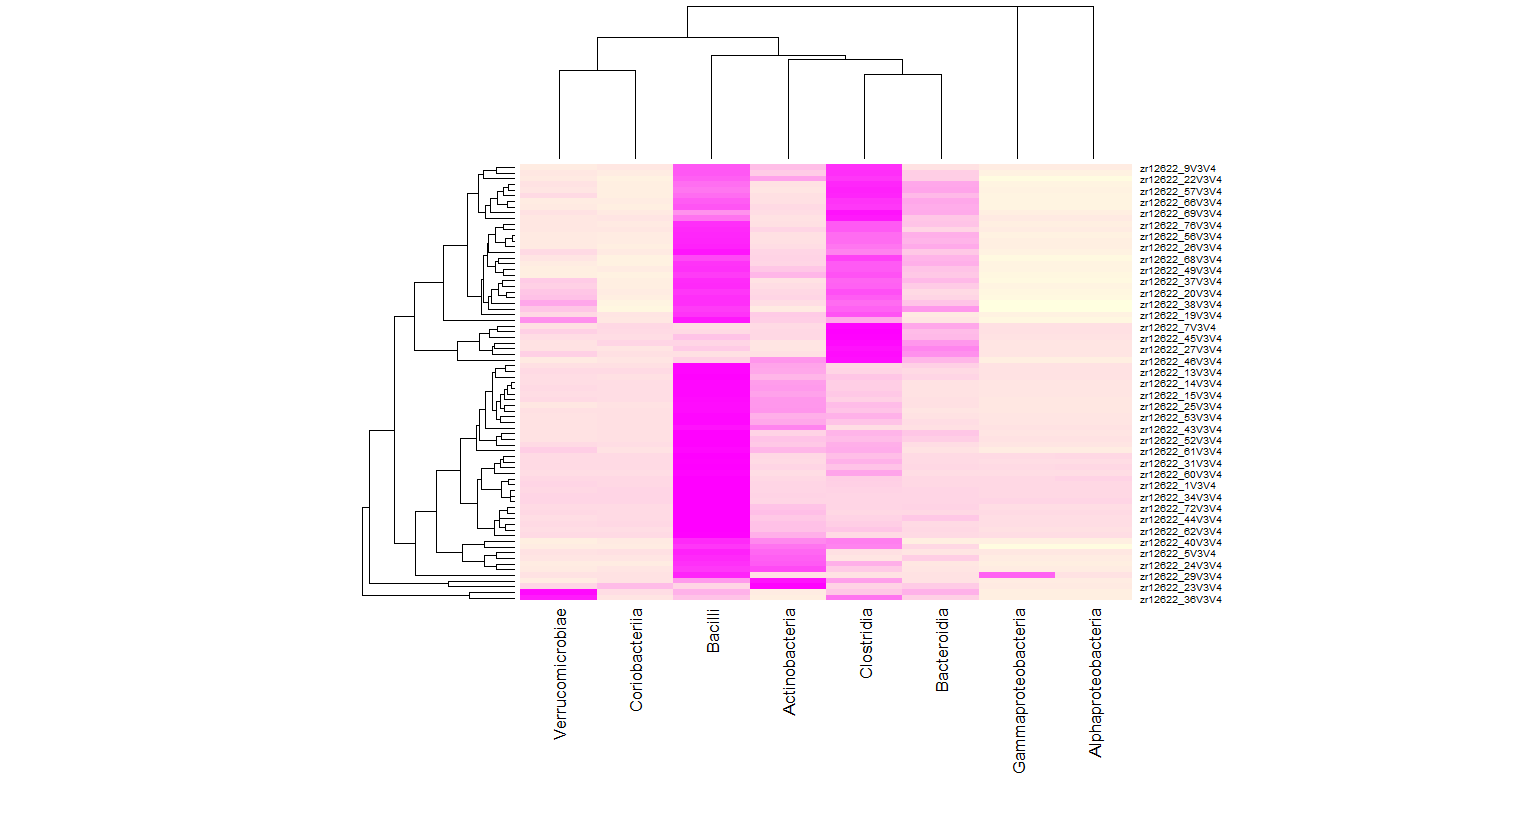 zr12622_9V3V4
zr12622_22V3V4
zr12622_57V3V4
zr12622_66V3V4
zr12622_69V3V4
zr12622_76V3V4
zr12622_56V3V4
zr12622_26V3V4
zr12622_68V3V4
zr12622_49V3V4
zr12622_37V3V4
zr12622_20V3V4
zr12622_38V3V4
zr12622_19V3V4
zr12622_7V3V4
zr12622_45V3V4
zr12622_27V3V4
zr12622_46V3V4
zr12622_13V3V4
zr12622_14V3V4
zr12622_15V3V4
zr12622_25V3V4
zr12622_53V3V4
zr12622_43V3V4
zr12622_52V3V4
zr12622_61V3V4
zr12622_31V3V4
zr12622_60V3V4
zr12622_1V3V4
zr12622_34V3V4
zr12622_72V3V4
zr12622_44V3V4
zr12622_62V3V4
zr12622_40V3V4
zr12622_5V3V4
zr12622_24V3V4
zr12622_29V3V4
zr12622_23V3V4
zr12622_36V3V4
Verrucomicrobiae
Coriobacteriia
Bacilli
Actinobacteria
Clostridia
Bacteroidia
Gammaproteobacteria
Alphaproteobacteria